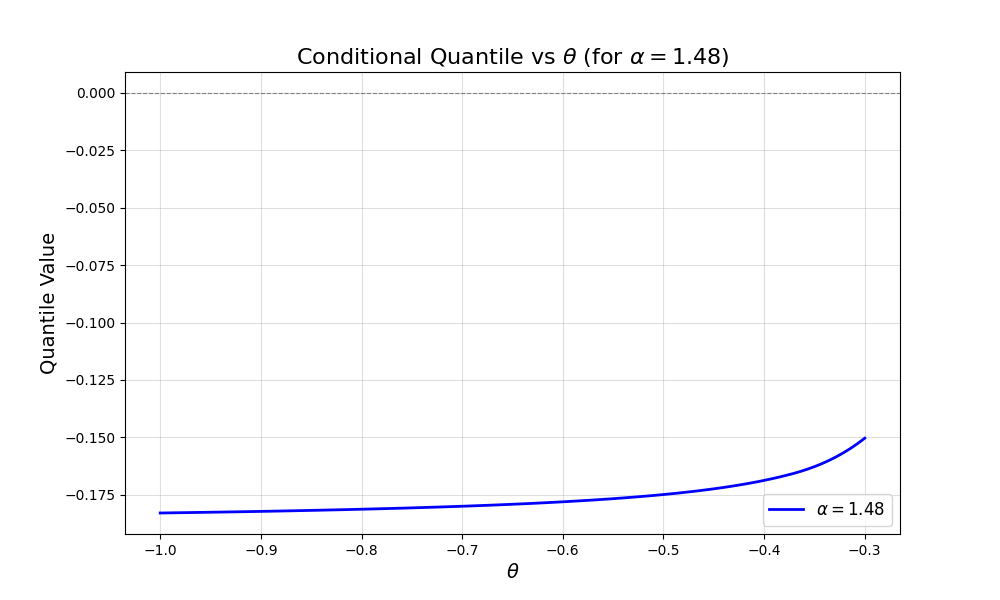 Conditional Quantile vs θ (for α = 1.48)
Quantile Value
0.000
−0.025
−0.050
−0.075
−0.100
−0.125
−0.150
−0.175
α = 1.48
−1.0 −0.9 −0.8 −0.7 −0.6 −0.5 −0.4 −0.3
θ